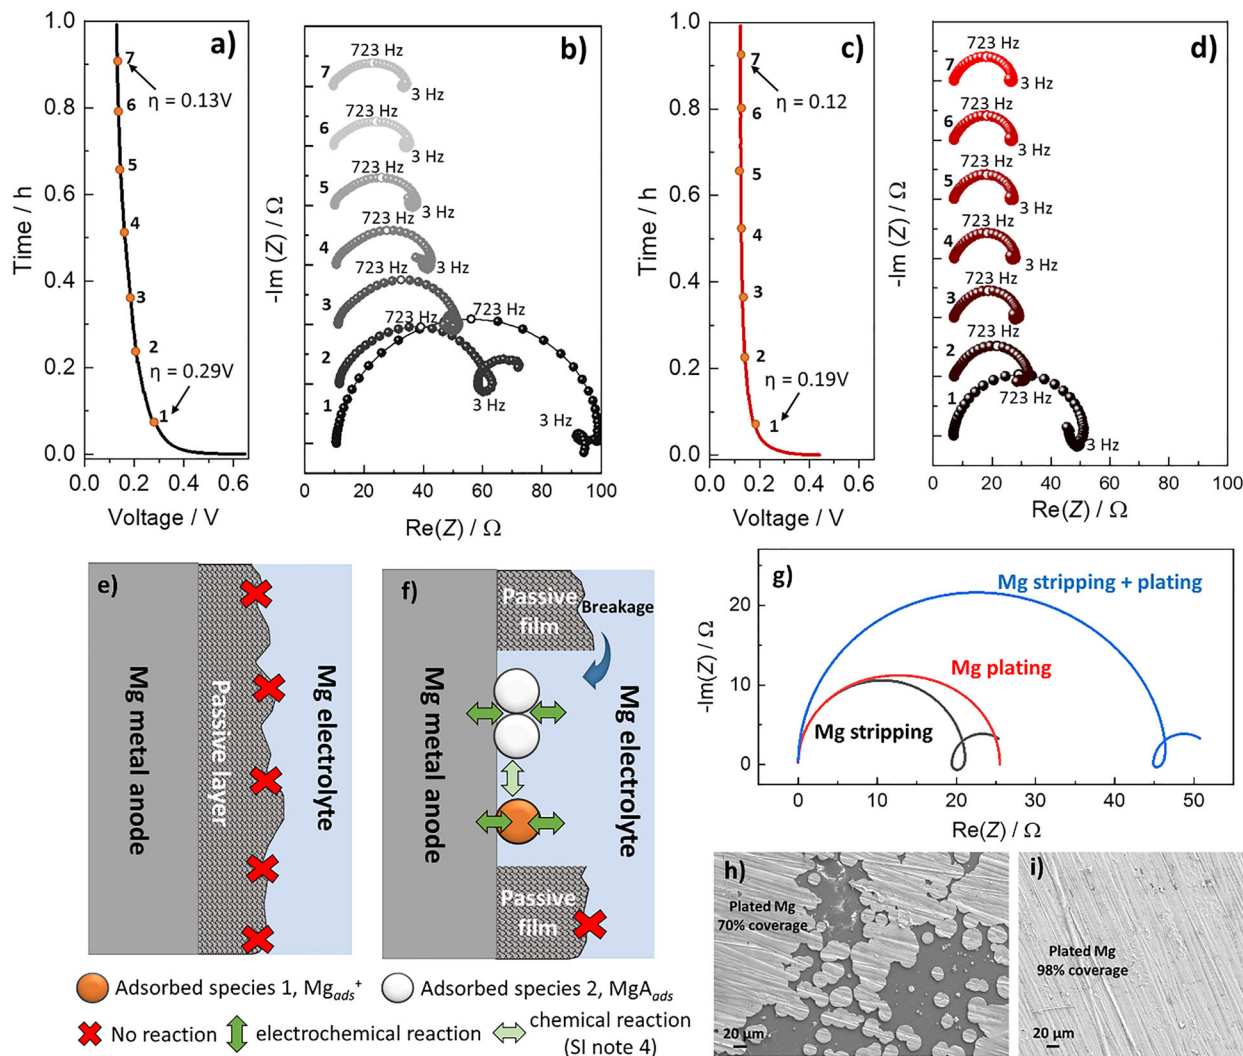 a)
1.0
0.8
0.6
0.4
0.2
0.0
Time / h
7
η = 0.13V
6
5
4
3
2
η = 0.29V
1
0.0
0.2
0.4
0.6
Voltage / V
b)
-Im (Z) / Ω
723 Hz
7
3 Hz
723 Hz
6
3 Hz
723 Hz
5
3 Hz
723 Hz
4
3 Hz
723 Hz
3
723 Hz
723 Hz
2
3 Hz
1
3 Hz
0
20
40
60
80
100
Re(Z) / Ω
c)
1.0
0.8
0.6
0.4
0.2
0.0
Time / h
7
η = 0.12
6
5
4
3
2
η = 0.19V
1
0.0
0.2
0.4
0.6
Voltage / V
d)
-Im (Z) / Ω
723 Hz
7
3 Hz
723 Hz
6
3 Hz
723 Hz
5
3 Hz
723 Hz
4
3 Hz
723 Hz
3
3 Hz
723 Hz
2
723 Hz
1
3 Hz
0
20
40
60
80
100
Re(Z) / Ω
e)
Mg metal anode
Passive layer
Mg electrolyte
f)
Mg metal anode
Passive
film
Breakage
Mg electrolyte
Passive
film
Adsorbed species 1, Mgads+
Adsorbed species 2, MgAads
No reaction
electrochemical reaction
chemical reaction
(SI note 4)
g)
Mg stripping + plating
Mg plating
Mg stripping
20
10
0
-Im(Z) / Ω
0
10
20
30
40
50
Re(Z) / Ω
h)
Plated Mg
70% coverage
20 µm
i)
Plated Mg
98% coverage
20 µm